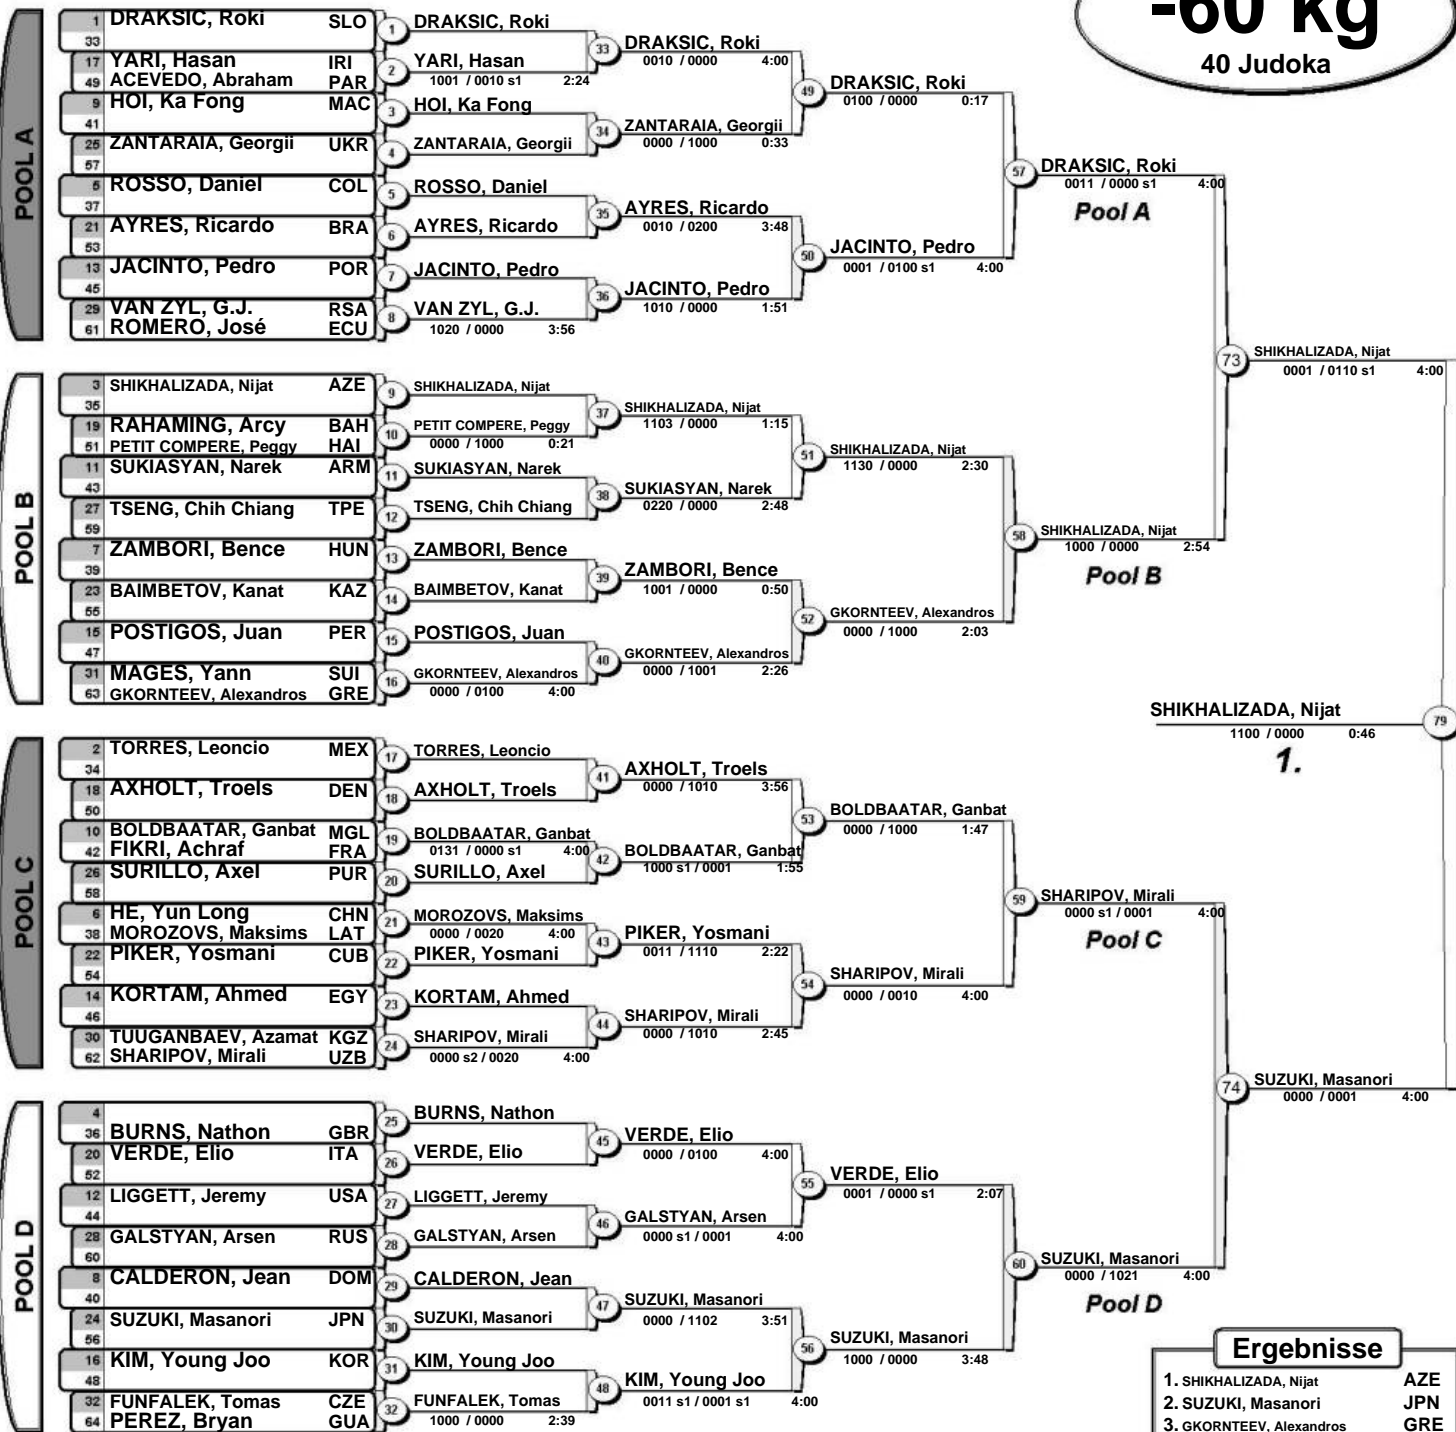 -60 kg
40 Judoka
POOL A
1 DRAKSIC, Roki SLO
33
17 YARI, Hasan IRI
49 ACEVEDO, Abraham PAR
9 HOI, Ka Fong MAC
41
25 ZANTARAIA, Georgii UKR
57
5 ROSSO, Daniel COL
37
21 AYRES, Ricardo BRA
53
13 JACINTO, Pedro POR
45
29 VAN ZYL, G.J. RSA
61 ROMERO, José ECU
1 DRAKSIC, Roki
2 YARI, Hasan
1001 / 0010 s1 2:24
3 HOI, Ka Fong
4 ZANTARAIA, Georgii
5 ROSSO, Daniel
6 AYRES, Ricardo
7 JACINTO, Pedro
8 VAN ZYL, G.J.
1020 / 0000 3:56
33 DRAKSIC, Roki
0010 / 0000 4:00
34 ZANTARAIA, Georgii
0000 / 1000 0:33
35 AYRES, Ricardo
0010 / 0200 3:48
36 JACINTO, Pedro
1010 / 0000 1:51
49 DRAKSIC, Roki
0100 / 0000 0:17
50 JACINTO, Pedro
0001 / 0100 s1 4:00
57 DRAKSIC, Roki
0011 / 0000 s1 4:00
Pool A
POOL B
3 SHIKHALIZADA, Nijat AZE
35
19 RAHAMING, Arcy BAH
51 PETIT COMPERE, Peggy HAI
11 SUKIASYAN, Narek ARM
43
27 TSENG, Chih Chiang TPE
59
7 ZAMBORI, Bence HUN
39
23 BAIMBETOV, Kanat KAZ
55
15 POSTIGOS, Juan PER
47
31 MAGES, Yann SUI
63 GKORNTEEV, Alexandros GRE
9 SHIKHALIZADA, Nijat
10 PETIT COMPERE, Peggy
0000 / 1000 0:21
11 SUKIASYAN, Narek
12 TSENG, Chih Chiang
13 ZAMBORI, Bence
14 BAIMBETOV, Kanat
15 POSTIGOS, Juan
16 GKORNTEEV, Alexandros
0000 / 0100 4:00
37 SHIKHALIZADA, Nijat
1103 / 0000 1:15
38 SUKIASYAN, Narek
0220 / 0000 2:48
39 ZAMBORI, Bence
1001 / 0000 0:50
40 GKORNTEEV, Alexandros
0000 / 1001 2:26
51 SHIKHALIZADA, Nijat
1130 / 0000 2:30
52 GKORNTEEV, Alexandros
0000 / 1000 2:03
58 SHIKHALIZADA, Nijat
1000 / 0000 2:54
Pool B
73 SHIKHALIZADA, Nijat
0001 / 0110 s1 4:00
SHIKHALIZADA, Nijat 79
1100 / 0000 0:46
1.
POOL C
2 TORRES, Leoncio MEX
34
18 AXHOLT, Troels DEN
50
10 BOLDBAATAR, Ganbat MGL
42 FIKRI, Achraf FRA
26 SURILLO, Axel PUR
58
6 HE, Yun Long CHN
38 MOROZOVS, Maksims LAT
22 PIKER, Yosmani CUB
54
14 KORTAM, Ahmed EGY
46
30 TUUGANBAEV, Azamat KGZ
62 SHARIPOV, Mirali UZB
17 TORRES, Leoncio
18 AXHOLT, Troels
19 BOLDBAATAR, Ganbat
0131 / 0000 s1 4:00
20 SURILLO, Axel
21 MOROZOVS, Maksims
0000 / 0020 4:00
22 PIKER, Yosmani
23 KORTAM, Ahmed
24 SHARIPOV, Mirali
0000 s2 / 0020 4:00
41 AXHOLT, Troels
0000 / 1010 3:56
42 BOLDBAATAR, Ganbat
1000 s1 / 0001 1:55
43 PIKER, Yosmani
0011 / 1110 2:22
44 SHARIPOV, Mirali
0000 / 1010 2:45
53 BOLDBAATAR, Ganbat
0000 / 1000 1:47
54 SHARIPOV, Mirali
0000 / 0010 4:00
59 SHARIPOV, Mirali
0000 s1 / 0001 4:00
Pool C
POOL D
4
36 BURNS, Nathon GBR
20 VERDE, Elio ITA
52
12 LIGGETT, Jeremy USA
44
28 GALSTYAN, Arsen RUS
60
8 CALDERON, Jean DOM
40
24 SUZUKI, Masanori JPN
56
16 KIM, Young Joo KOR
48
32 FUNFALEK, Tomas CZE
64 PEREZ, Bryan GUA
25 BURNS, Nathon
26 VERDE, Elio
27 LIGGETT, Jeremy
28 GALSTYAN, Arsen
29 CALDERON, Jean
30 SUZUKI, Masanori
31 KIM, Young Joo
32 FUNFALEK, Tomas
1000 / 0000 2:39
45 VERDE, Elio
0000 / 0100 4:00
46 GALSTYAN, Arsen
0000 s1 / 0001 4:00
47 SUZUKI, Masanori
0000 / 1102 3:51
48 KIM, Young Joo
0011 s1 / 0001 s1 4:00
55 VERDE, Elio
0001 / 0000 s1 2:07
56 SUZUKI, Masanori
1000 / 0000 3:48
60 SUZUKI, Masanori
0000 / 1021 4:00
Pool D
74 SUZUKI, Masanori
0000 / 0001 4:00
Ergebnisse
1. SHIKHALIZADA, Nijat AZE
2. SUZUKI, Masanori JPN
3. GKORNTEEV, Alexandros GRE